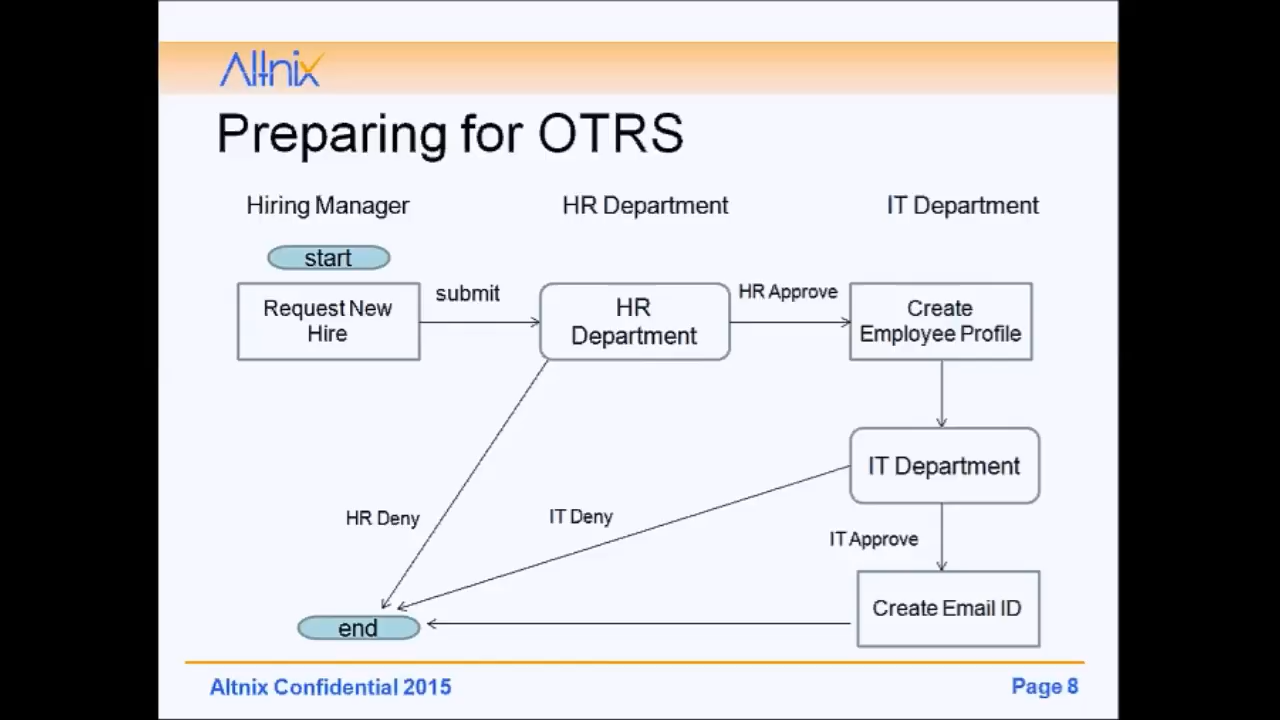 Altnix
Preparing for OTRS
Hiring Manager
HR Department
IT Department
start
Request New
Hire
submit
HR
Department
HR Approve
Create
Employee Profile
IT Department
HR Deny
IT Deny
IT Approve
Create Email ID
end
Altnix Confidential 2015
Page 8